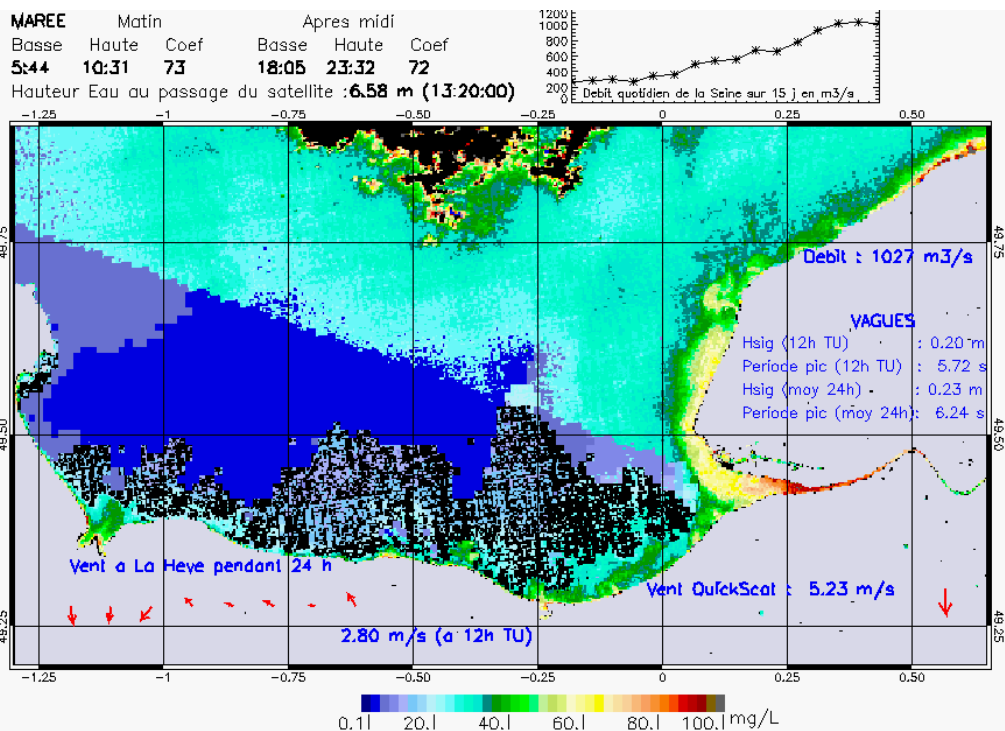 MAREE Matin Apres midi
Basse Haute Coef Basse Haute Coef
5:44 10:31 73 18:05 23:32 72
Hauteur Eau au passage du satellite :6.58 m (13:20:00)
1200
1000
800
600
400
200
0
Debit quotidien de la Seine sur 15 j en m3/s
-1.25 -1 -0.75 -0.50 -0.25 0 0.25 0.50
49.75 49.75
Debit : 1027 m3/s
VAGUES
Hsig (12h TU) : 0.20 m
Periode pic (12h TU) : 5.72 s
Hsig (moy 24h) : 0.23 m
Periode pic (moy 24h): 6.24 s
49.50 49.50
Vent a La Heve pendant 24 h
Vent QuickScat : 5.23 m/s
49.25 49.25
2.80 m/s (a 12h TU)
-1.25 -1 -0.75 -0.50 -0.25 0 0.25 0.50
0.1 20.1 40.1 60.1 80.1 100.1 mg/L